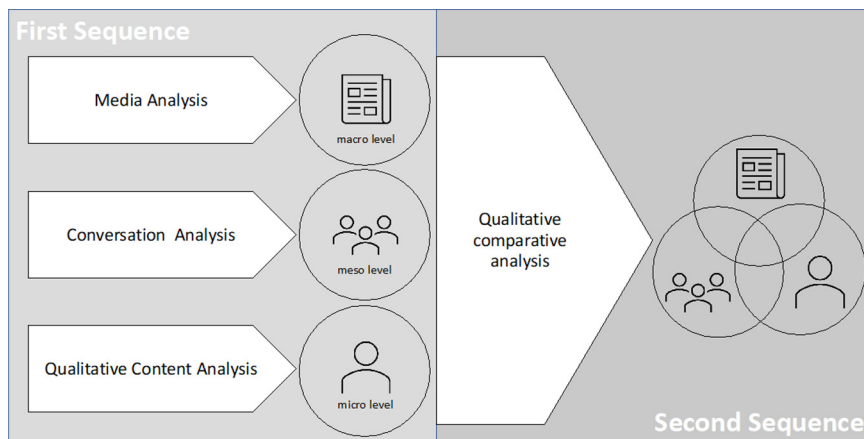 First Sequence
Media Analysis
macro level
Conversation Analysis
meso level
Qualitative Content Analysis
micro level
Qualitative
comparative
analysis
Second Sequence